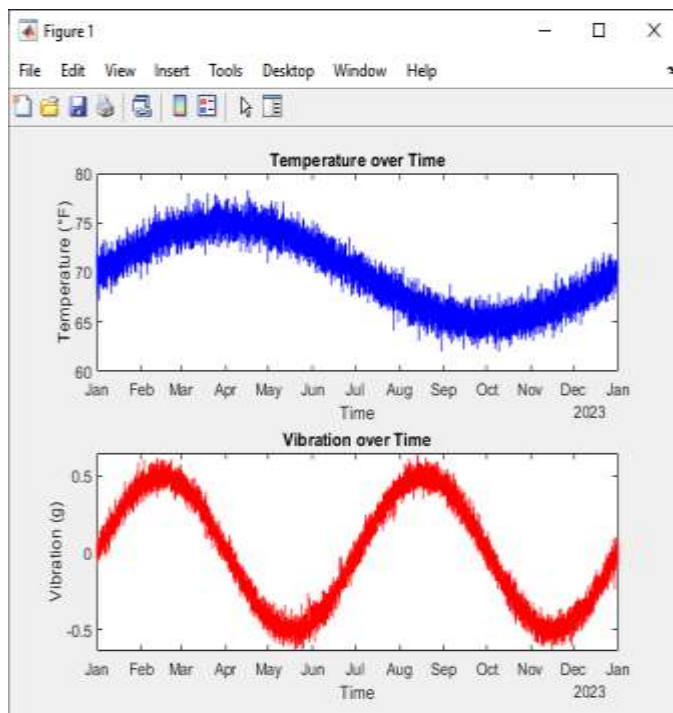 Figure 1
File Edit View Insert Tools Desktop Window Help
Temperature over Time
Temperature (°F)
80
75
70
65
60
Jan Feb Mar Apr May Jun Jul Aug Sep Oct Nov Dec Jan
Time
2023
Vibration over Time
Vibration (g)
0.5
0
-0.5
Jan Feb Mar Apr May Jun Jul Aug Sep Oct Nov Dec Jan
Time
2023